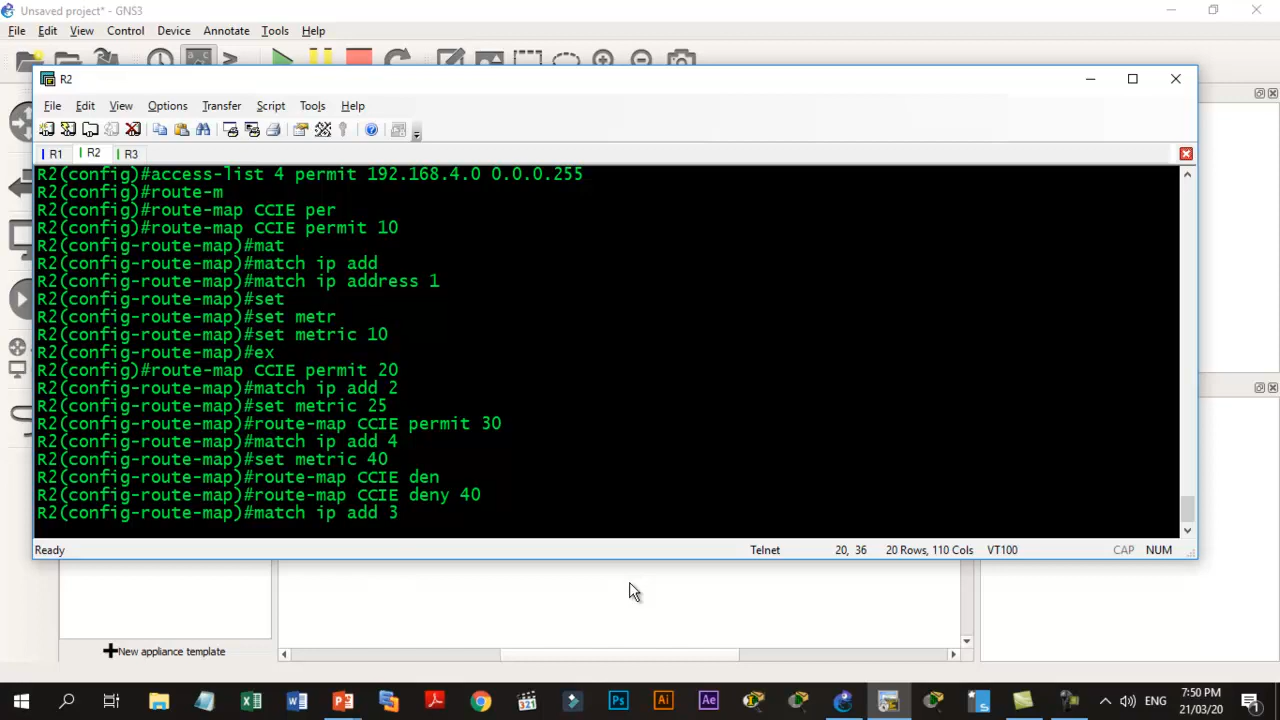 Unsaved project* - GNS3
File Edit View Control Device Annotate Tools Help
R2
File Edit View Options Transfer Script Tools Help
R1 R2 R3
R2(config)#access-list 4 permit 192.168.4.0 0.0.0.255
R2(config)#route-m
R2(config)#route-map CCIE per
R2(config)#route-map CCIE permit 10
R2(config-route-map)#mat
R2(config-route-map)#match ip add
R2(config-route-map)#match ip address 1
R2(config-route-map)#set
R2(config-route-map)#set metr
R2(config-route-map)#set metric 10
R2(config-route-map)#ex
R2(config)#route-map CCIE permit 20
R2(config-route-map)#match ip add 2
R2(config-route-map)#set metric 25
R2(config-route-map)#route-map CCIE permit 30
R2(config-route-map)#match ip add 4
R2(config-route-map)#set metric 40
R2(config-route-map)#route-map CCIE den
R2(config-route-map)#route-map CCIE deny 40
R2(config-route-map)#match ip add 3
Ready Telnet 20, 36 20 Rows, 110 Cols VT100 CAP NUM
New appliance template
321 Ps Ai Ae ENG 7:50 PM
21/03/20 1